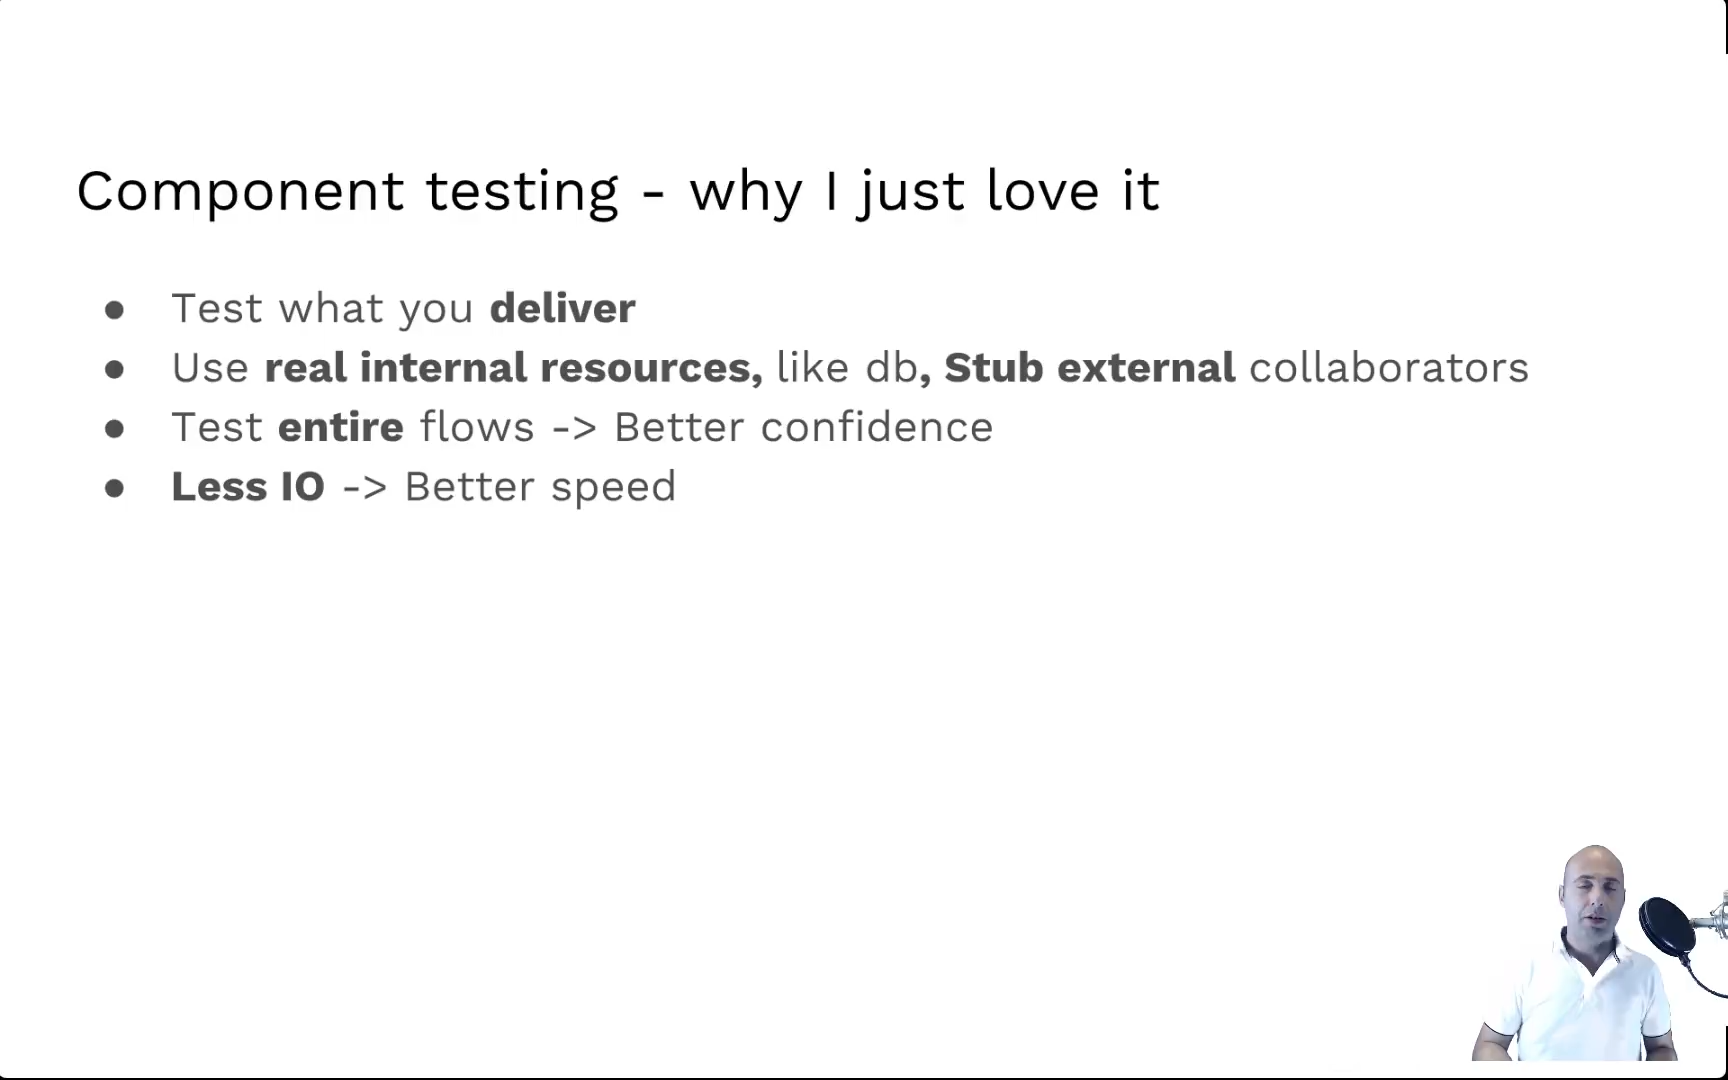 Component testing - why I just love it
● Test what you deliver
● Use real internal resources, like db, Stub external collaborators
● Test entire flows -> Better confidence
● Less IO -> Better speed